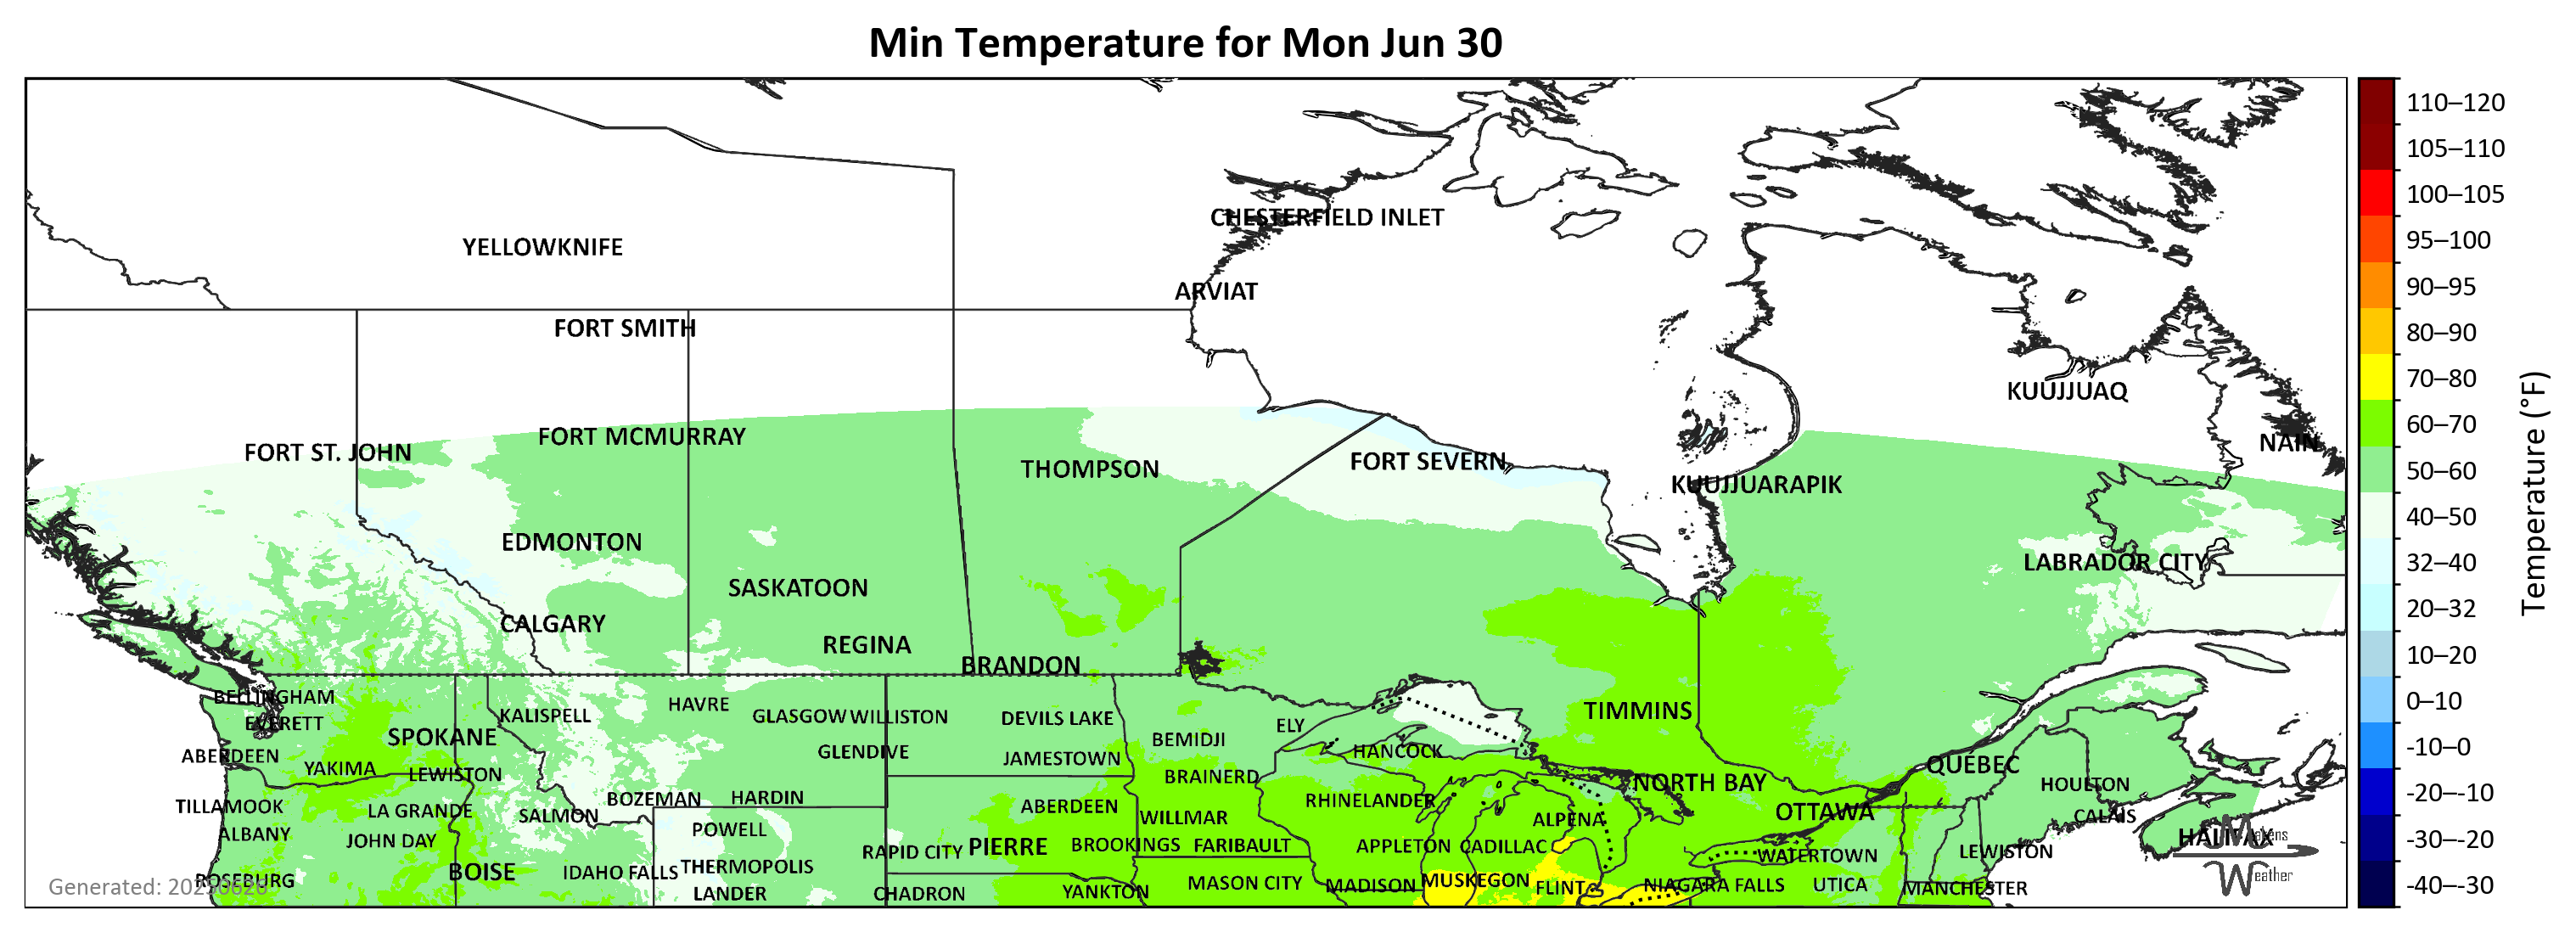 Min Temperature for Mon Jun 30
110–120
105–110
100–105
95–100
90–95
80–90
70–80
60–70
50–60
40–50
32–40
20–32
10–20
0–10
-10–0
-20–-10
-30–-20
-40–-30
Temperature (°F)
CHESTERFIELD INLET
YELLOWKNIFE
ARVIAT
FORT SMITH
KUUJJUAQ
FORT MCMURRAY
NAIN
FORT ST. JOHN
FORT SEVERN
THOMPSON
KUUJJUARAPIK
EDMONTON
LABRADOR CITY
SASKATOON
CALGARY
REGINA
BRANDON
BELLINGHAM
HAVRE
TIMMINS
KALISPELL
GLASGOW WILLISTON
DEVILS LAKE
EVERETT
ELY
SPOKANE
BEMIDJI
GLENDIVE
HANCOCK
ABERDEEN
JAMESTOWN
QUÉBEC
YAKIMA
LEWISTON
BRAINERD
NORTH BAY
HOULTON
BOZEMAN
HARDIN
RHINELANDER
TILLAMOOK
ABERDEEN
LA GRANDE
SALMON
WILLMAR
OTTAWA
CALAIS
ALPENA
POWELL
ALBANY
HALIFAX
Makens
JOHN DAY
PIERRE
BROOKINGS
FARIBAULT
APPLETON
CADILLAC
RAPID CITY
LEWISTON
WATERTOWN
THERMOPOLIS
BOISE
IDAHO FALLS
Weather
ROSEBURG
MUSKEGON
MASON CITY
MADISON
FLINT
NIAGARA FALLS
UTICA
MANCHESTER
LANDER
CHADRON
YANKTON
Generated: 20250626